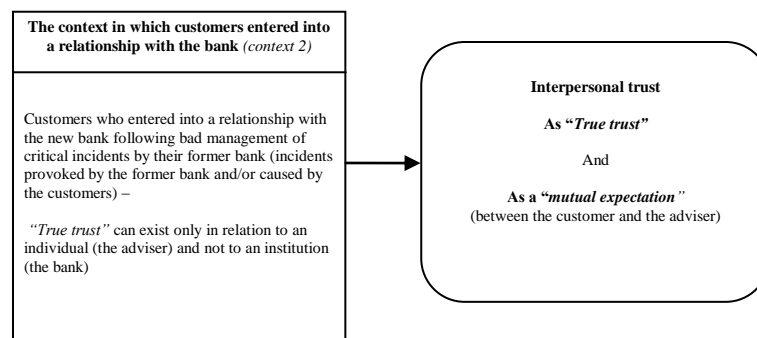 The context in which customers entered into
a relationship with the bank (context 2)
Customers who entered into a relationship with
the new bank following bad management of
critical incidents by their former bank (incidents
provoked by the former bank and/or caused by
the customers) –
“True trust” can exist only in relation to an
individual (the adviser) and not to an institution
(the bank)
Interpersonal trust
As “True trust”
And
As a “mutual expectation”
(between the customer and the adviser)